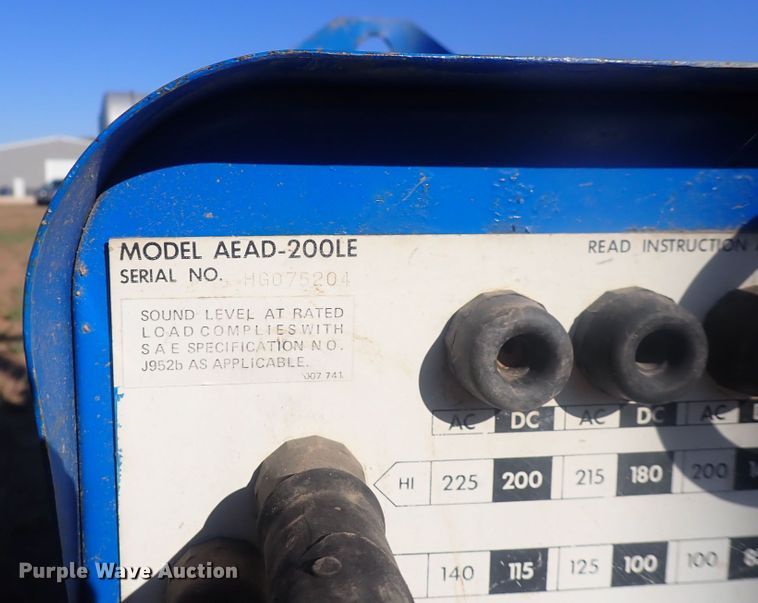 MODEL AEAD-200LE
READ INSTRUCTION
SERIAL NO. HG075204
SOUND LEVEL AT RATED
LOAD COMPLIES WITH
SAE SPECIFICATION NO.
J952b AS APPLICABLE.
AC DC AC DC AC
HI 225 200 215 180 200
140 115 125 100 100
Purple Wave Auction